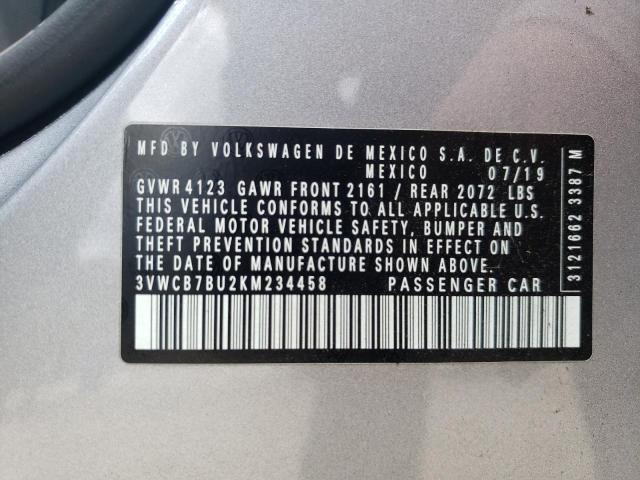 MFD BY VOLKSWAGEN DE MEXICO S.A. DE C.V.
MEXICO 07/19
GVWR 4123 GAWR FRONT 2161 / REAR 2072 LBS
THIS VEHICLE CONFORMS TO ALL APPLICABLE U.S.
FEDERAL MOTOR VEHICLE SAFETY, BUMPER AND
THEFT PREVENTION STANDARDS IN EFFECT ON
THE DATE OF MANUFACTURE SHOWN ABOVE.
3VWCB7BU2KM234458 PASSENGER CAR
3121662 3387 M